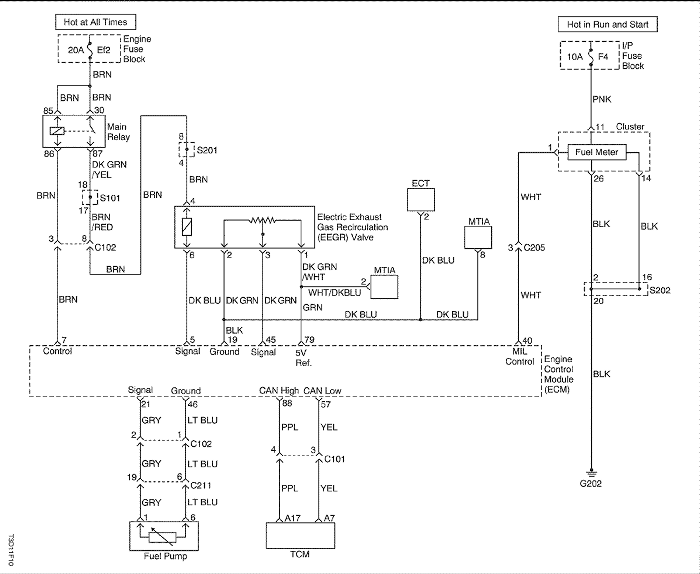 Hot at All Times
Hot in Run and Start
20A Ef2
Engine
Fuse
Block
10A F4
I/P
Fuse
Block
BRN
BRN BRN
PNK
85 30
Main
Relay
86 87
11
Cluster
Fuel Meter
1
26 14
8
S201
4
DK GRN
/YEL
18
S101
17
BRN
BRN
BRN
/RED
BRN
WHT
BLK
BLK
4
Electric Exhaust
Gas Recirculation
(EEGR) Valve
ECT
2
MTIA
8
3 8 C102
BRN
6 2 3 1
DK GRN
/WHT
2 MTIA
WHT/DKBLU
DK BLU
3 C205
2 16
S202
20
BRN
DK BLU
DK GRN
DK GRN
GRN
DK BLU
DK BLU
WHT
BLK
7 5 19 45 79 40
Control
Signal
Ground
Signal
5V
Ref.
MIL
Control
Engine
Control
Module
(ECM)
BLK
Signal
Ground
CAN High
CAN Low
21 46 88 57
GRY
LT BLU
PPL
YEL
2 1 C102
4 3 C101
GRY
LT BLU
19 6 C211
GRY
LT BLU
PPL
YEL
G202
1 6
A17 A7
Fuel Pump
TCM
TSD11F10